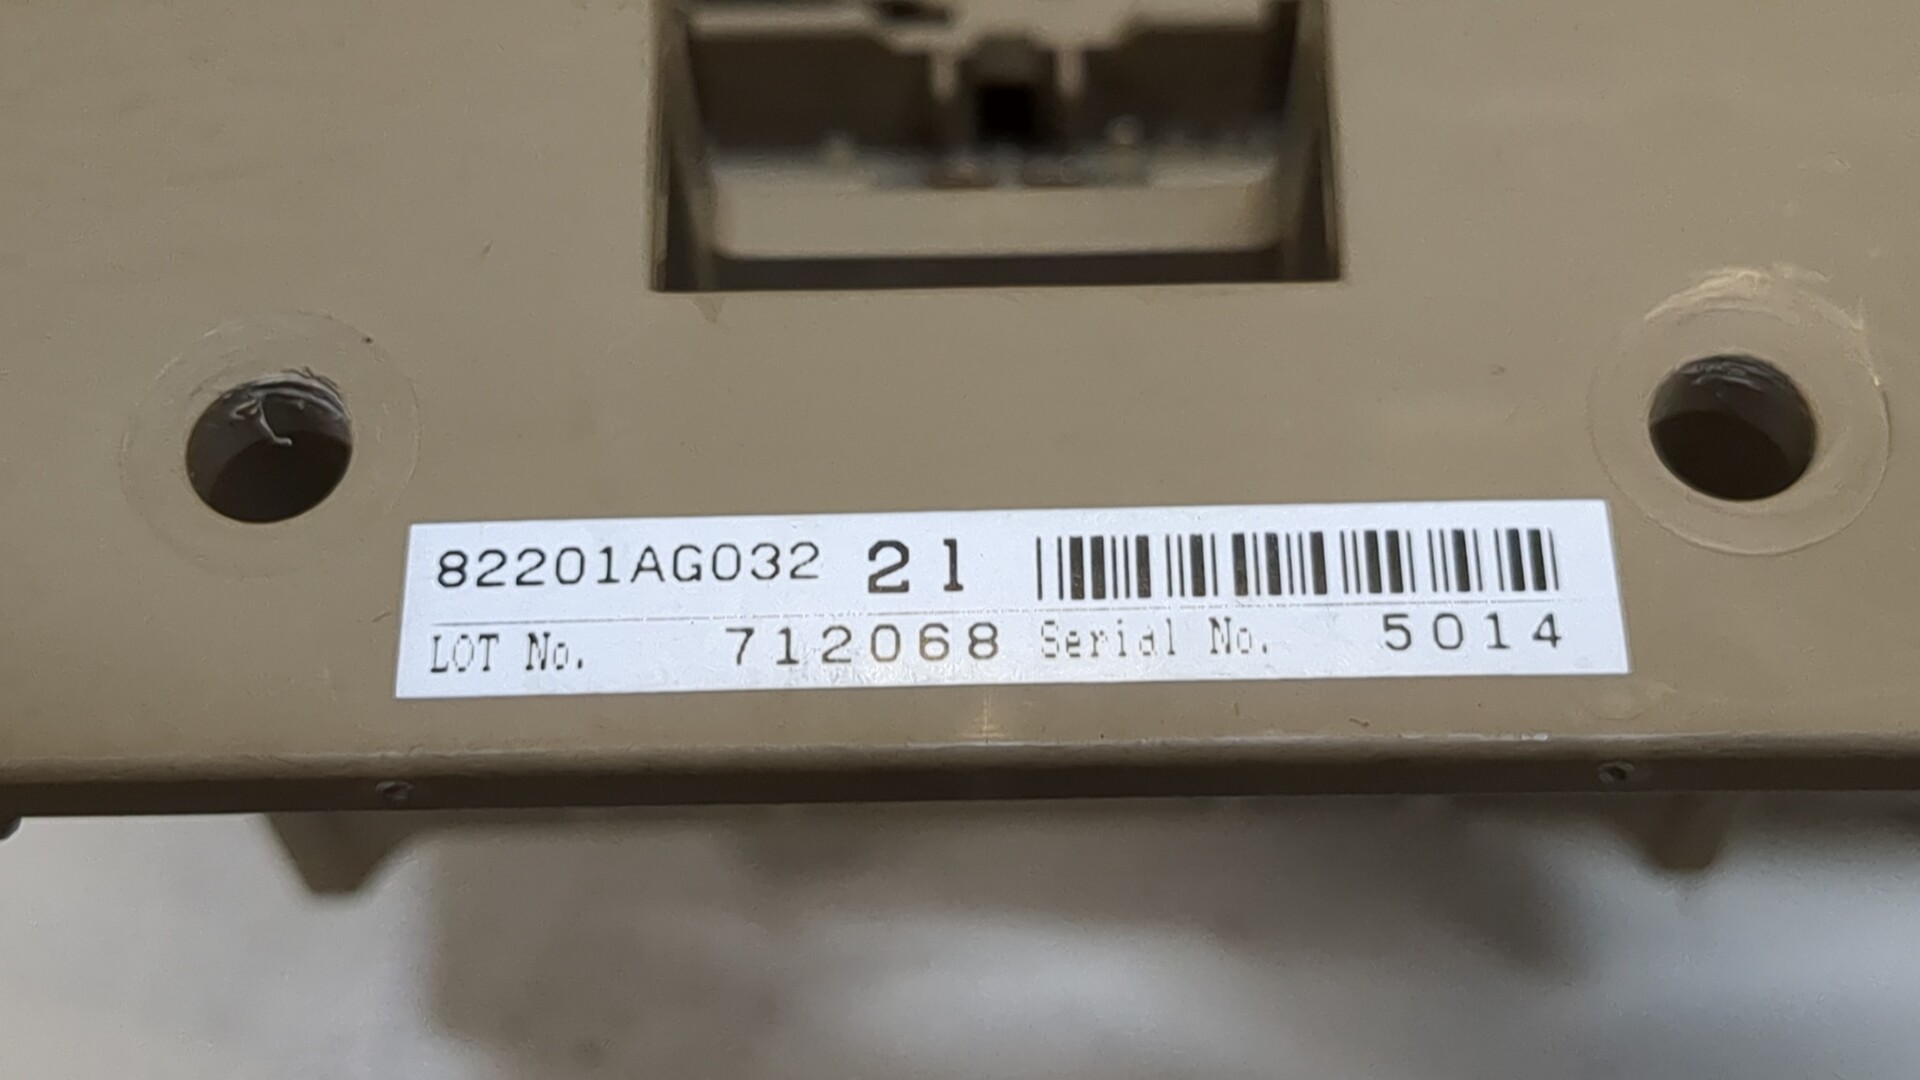 82201AG032 21
LOT No. 712068 Serial No. 5014